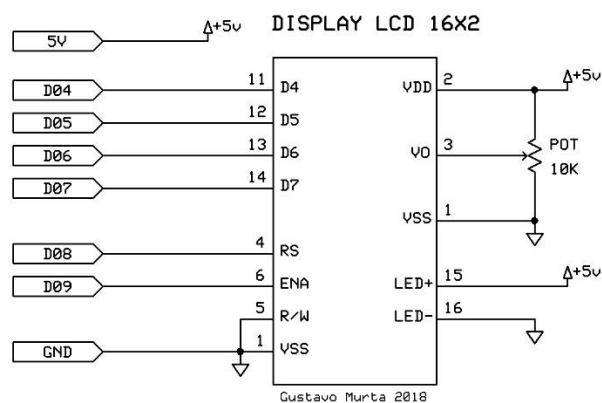 DISPLAY LCD 16X2
5V
+5v
D04 11 D4
D05 12 D5
D06 13 D6
D07 14 D7
D08 4 RS
D09 6 ENA
5 R/W
GND 1 VSS
VDD 2 +5v
VO 3 POT
10K
VSS 1
LED+ 15 +5v
LED- 16
Gustavo Murta 2018